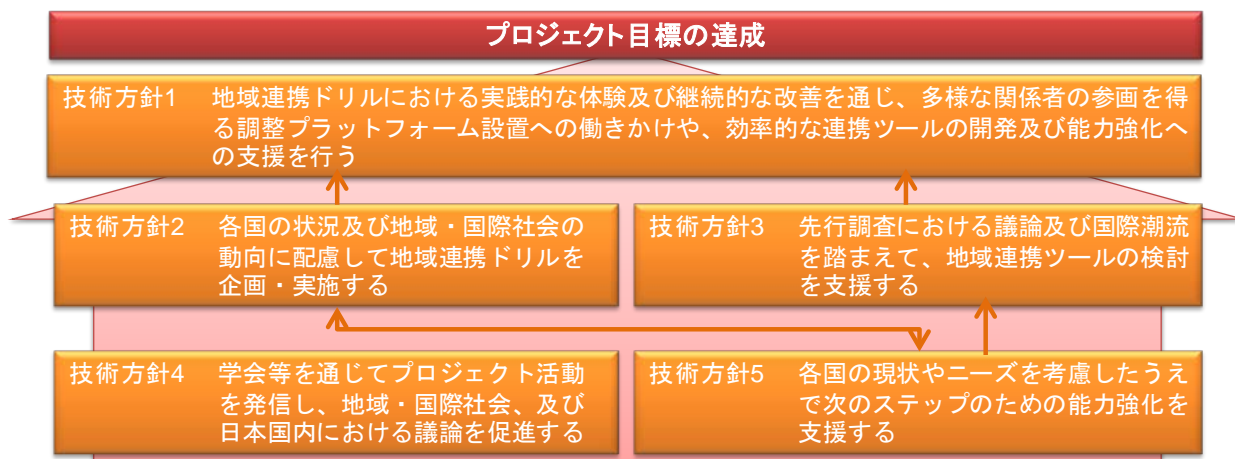 プロジェクト目標の達成
技術方針1 地域連携ドリルにおける実践的な体験及び継続的な改善を通じ、多様な関係者の参画を得
る調整プラットフォーム設置への働きかけや、効率的な連携ツールの開発及び能力強化へ
の支援を行う
技術方針2 各国の状況及び地域・国際社会の
動向に配慮して地域連携ドリルを
企画・実施する
技術方針3 先行調査における議論及び国際潮流
を踏まえて、地域連携ツールの検討
を支援する
技術方針4 学会等を通じてプロジェクト活動
を発信し、地域・国際社会、及び
日本国内における議論を促進する
技術方針5 各国の現状やニーズを考慮したうえ
で次のステップのための能力強化を
支援する